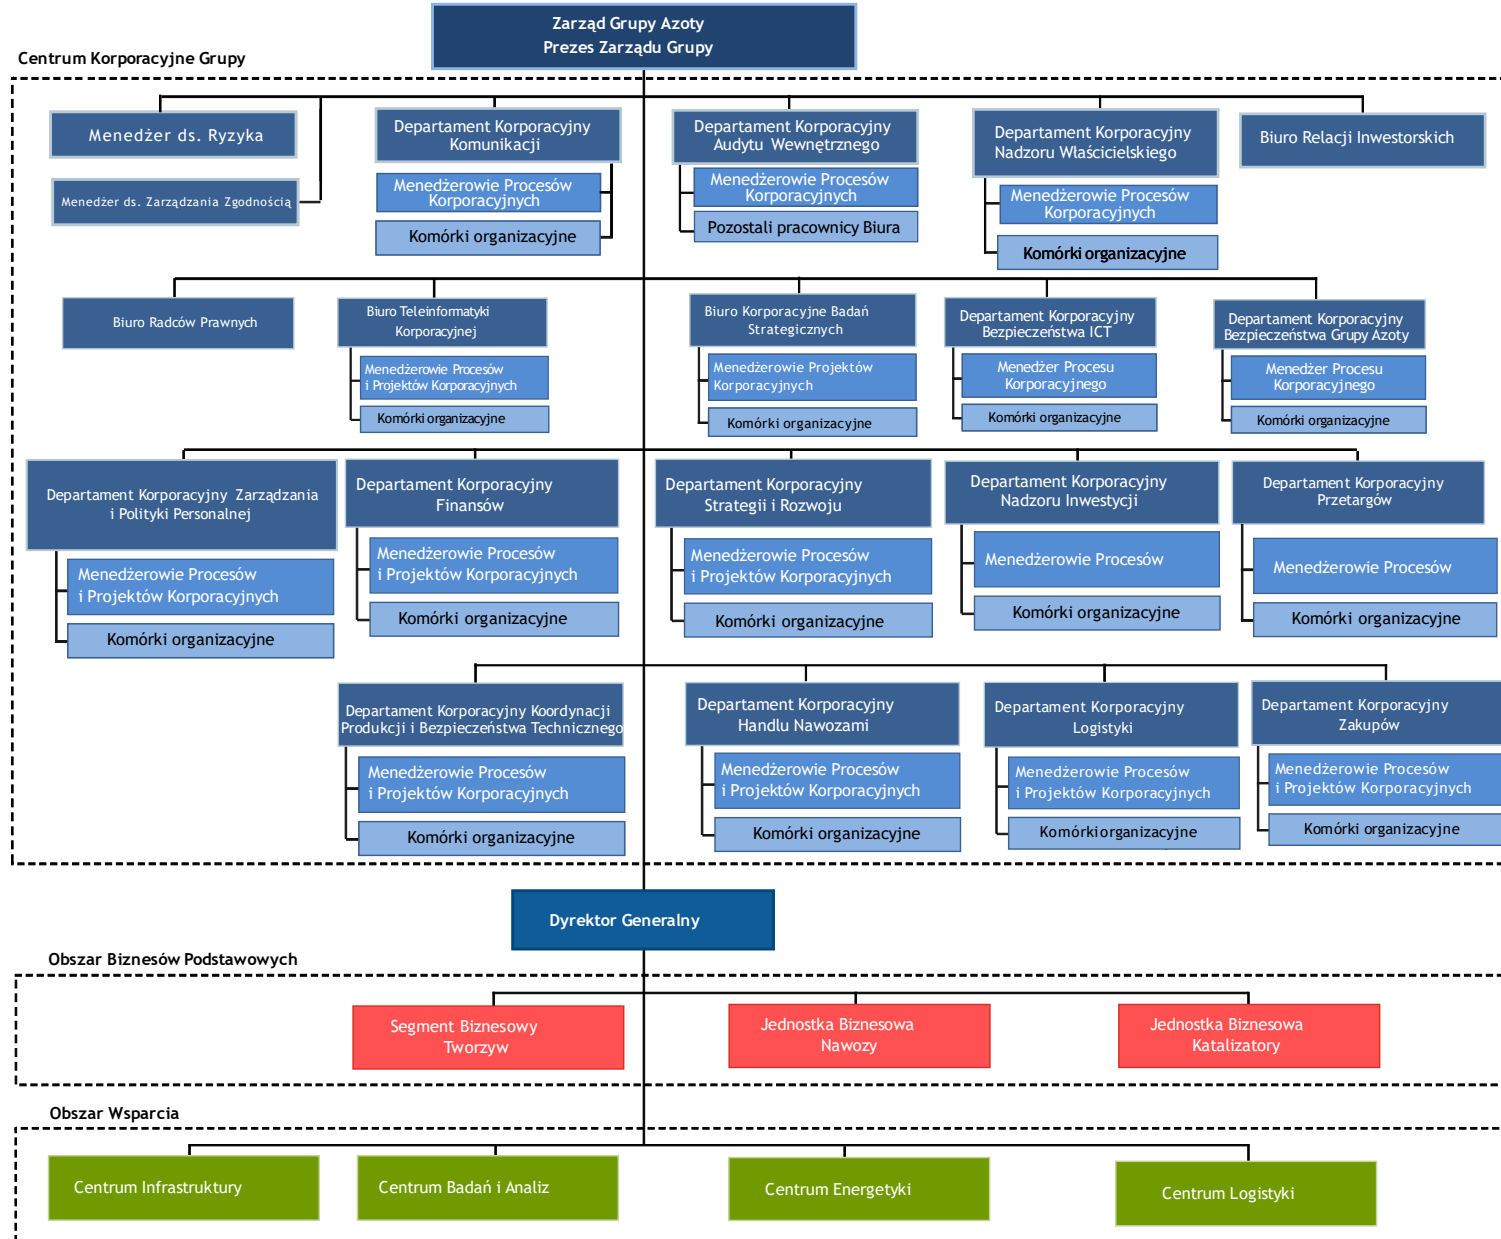 Zarząd Grupy Azoty
Prezes Zarządu Grupy
Centrum Korporacyjne Grupy
Menedżer ds. Ryzyka
Menedżer ds. Zarządzania Zgodnością
Departament Korporacyjny
Komunikacji
Menedżerowie Procesów
Korporacyjnych
Komórki organizacyjne
Departament Korporacyjny
Audytu Wewnętrznego
Menedżerowie Procesów
Korporacyjnych
Pozostali pracownicy Biura
Departament Korporacyjny
Nadzoru Właścicielskiego
Menedżerowie Procesów
Korporacyjnych
Komórki organizacyjne
Biuro Relacji Inwestorskich
Biuro Radców Prawnych
Biuro Teleinformatyki
Korporacyjnej
Menedżerowie Procesów
i Projektów Korporacyjnych
Komórki organizacyjne
Biuro Korporacyjne Badań
Strategicznych
Menedżerowie Projektów
Korporacyjnych
Komórki organizacyjne
Departament Korporacyjny
Bezpieczeństwa ICT
Menedżer Procesu
Korporacyjnego
Komórki organizacyjne
Departament Korporacyjny
Bezpieczeństwa Grupy Azoty
Menedżer Procesu
Korporacyjnego
Komórki organizacyjne
Departament Korporacyjny Zarządzania
i Polityki Personalnej
Menedżerowie Procesów
i Projektów Korporacyjnych
Komórki organizacyjne
Departament Korporacyjny
Finansów
Menedżerowie Procesów
i Projektów Korporacyjnych
Komórki organizacyjne
Departament Korporacyjny
Strategii i Rozwoju
Menedżerowie Procesów
i Projektów Korporacyjnych
Komórki organizacyjne
Departament Korporacyjny
Nadzoru Inwestycji
Menedżerowie Procesów
Komórki organizacyjne
Departament Korporacyjny
Przetargów
Menedżerowie Procesów
Komórki organizacyjne
Departament Korporacyjny Koordynacji
Produkcji i Bezpieczeństwa Technicznego
Menedżerowie Procesów
i Projektów Korporacyjnych
Komórki organizacyjne
Departament Korporacyjny
Handlu Nawozami
Menedżerowie Procesów
i Projektów Korporacyjnych
Komórki organizacyjne
Departament Korporacyjny
Logistyki
Menedżerowie Procesów
i Projektów Korporacyjnych
Komórki organizacyjne
Departament Korporacyjny
Zakupów
Menedżerowie Procesów
i Projektów Korporacyjnych
Komórki organizacyjne
Dyrektor Generalny
Obszar Biznesów Podstawowych
Segment Biznesowy
Tworzyw
Jednostka Biznesowa
Nawozy
Jednostka Biznesowa
Katalizatory
Obszar Wsparcia
Centrum Infrastruktury
Centrum Badań i Analiz
Centrum Energetyki
Centrum Logistyki